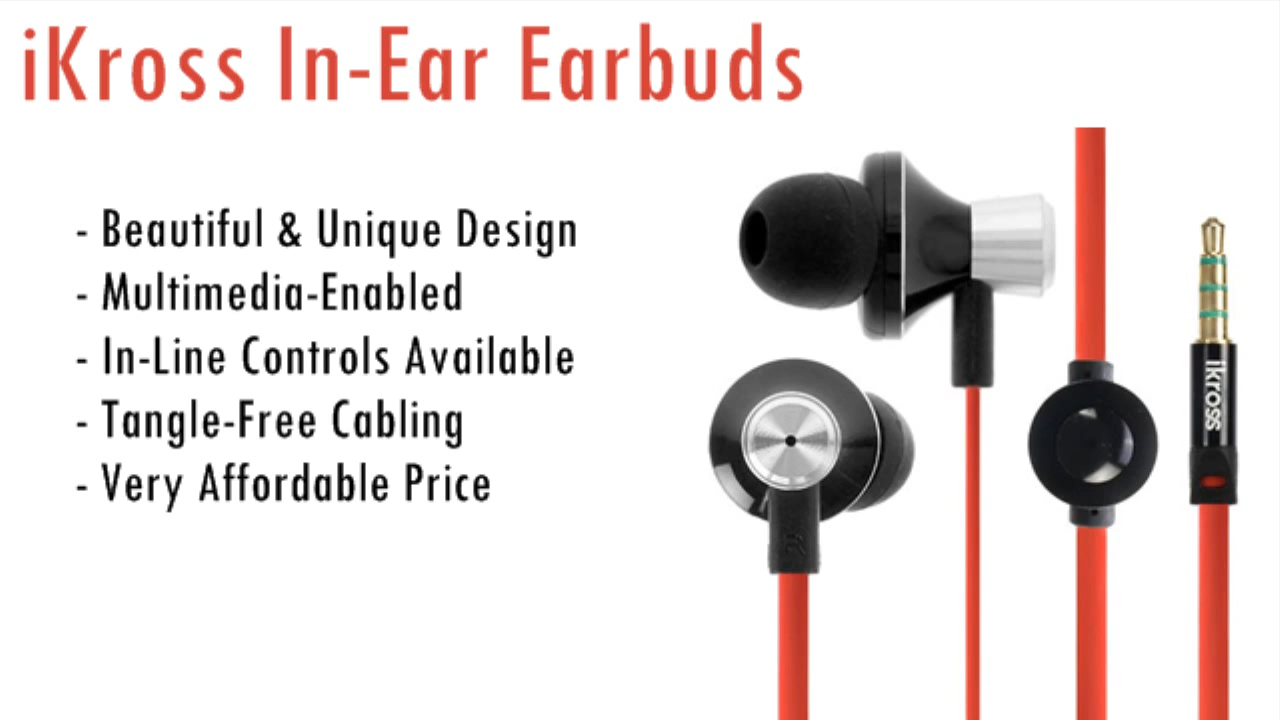 iKross In-Ear Earbuds
- Beautiful & Unique Design
- Multimedia-Enabled
- In-Line Controls Available
- Tangle-Free Cabling
- Very Affordable Price
ikross